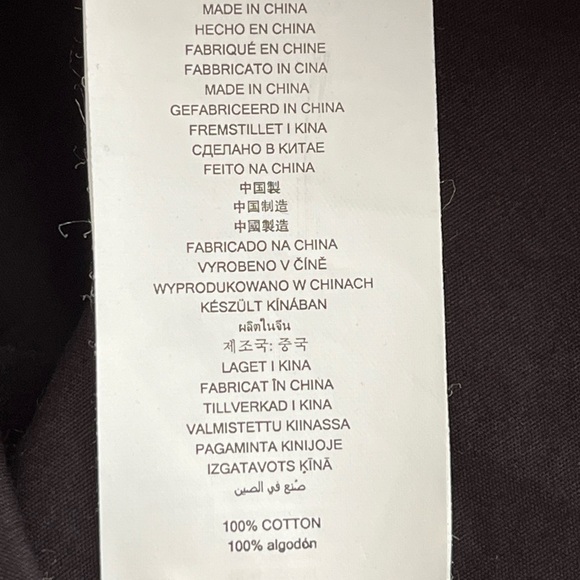 MADE IN CHINA
HECHO EN CHINA
FABRIQUÉ EN CHINE
FABBRICATO IN CINA
MADE IN CHINA
GEFABRICEERD IN CHINA
FREMSTILLET I KINA
СДЕЛАНО В КИТАЕ
FEITO NA CHINA
中国製
中国制造
中國製造
FABRICADO NA CHINA
VYROBENO V ČÍNĚ
WYPRODUKOWANO W CHINACH
KÉSZÜLT KÍNÁBAN
ผลิตในจีน
제조국: 중국
LAGET I KINA
FABRICAT ÎN CHINA
TILLVERKAD I KINA
VALMISTETTU KIINASSA
PAGAMINTA KINIJOJE
IZGATAVOTS ĶĪNĀ
صُنع في الصين
100% COTTON
100% algodón